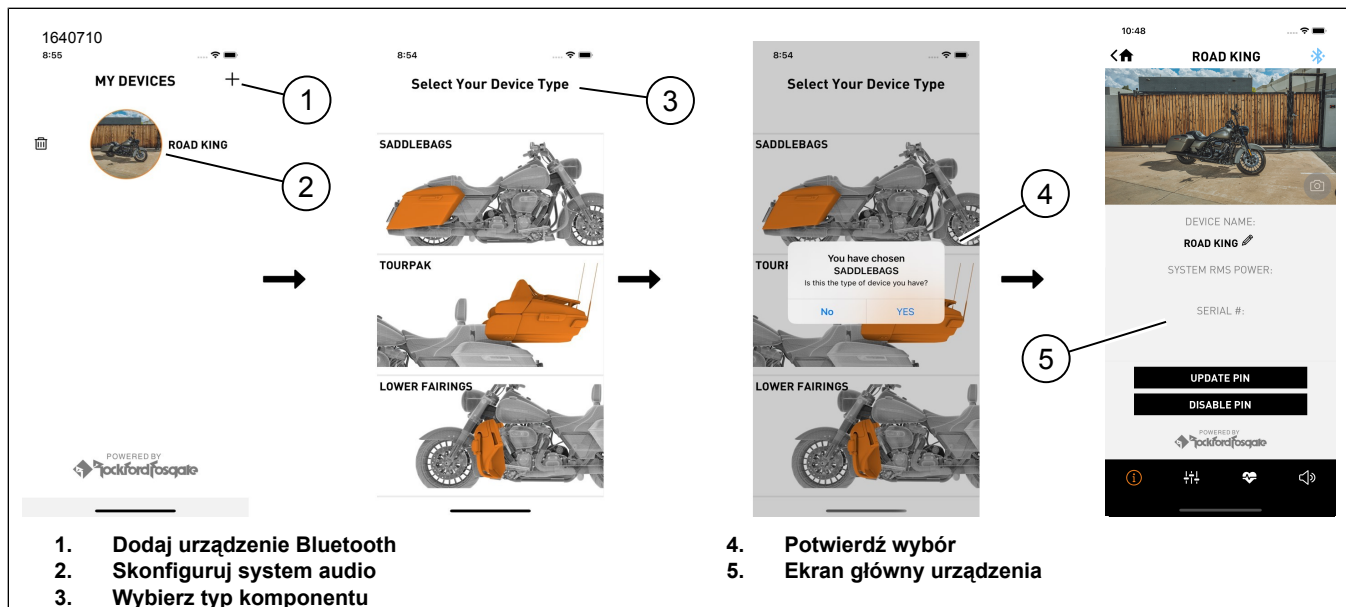 1640710
8:55
MY DEVICES
1
ROAD KING
2
POWERED BY
Rockford Fosgate
8:54
Select Your Device Type
3
SADDLEBAGS
TOURPAK
LOWER FAIRINGS
8:54
Select Your Device Type
SADDLEBAGS
4
You have chosen
SADDLEBAGS
Is this the type of device you have?
No YES
TOURP
LOWER FAIRINGS
10:48
ROAD KING
DEVICE NAME:
ROAD KING
SYSTEM RMS POWER:
SERIAL #:
5
UPDATE PIN
DISABLE PIN
POWERED BY
Rockford Fosgate
1. Dodaj urządzenie Bluetooth
2. Skonfiguruj system audio
3. Wybierz typ komponentu
4. Potwierdź wybór
5. Ekran główny urządzenia